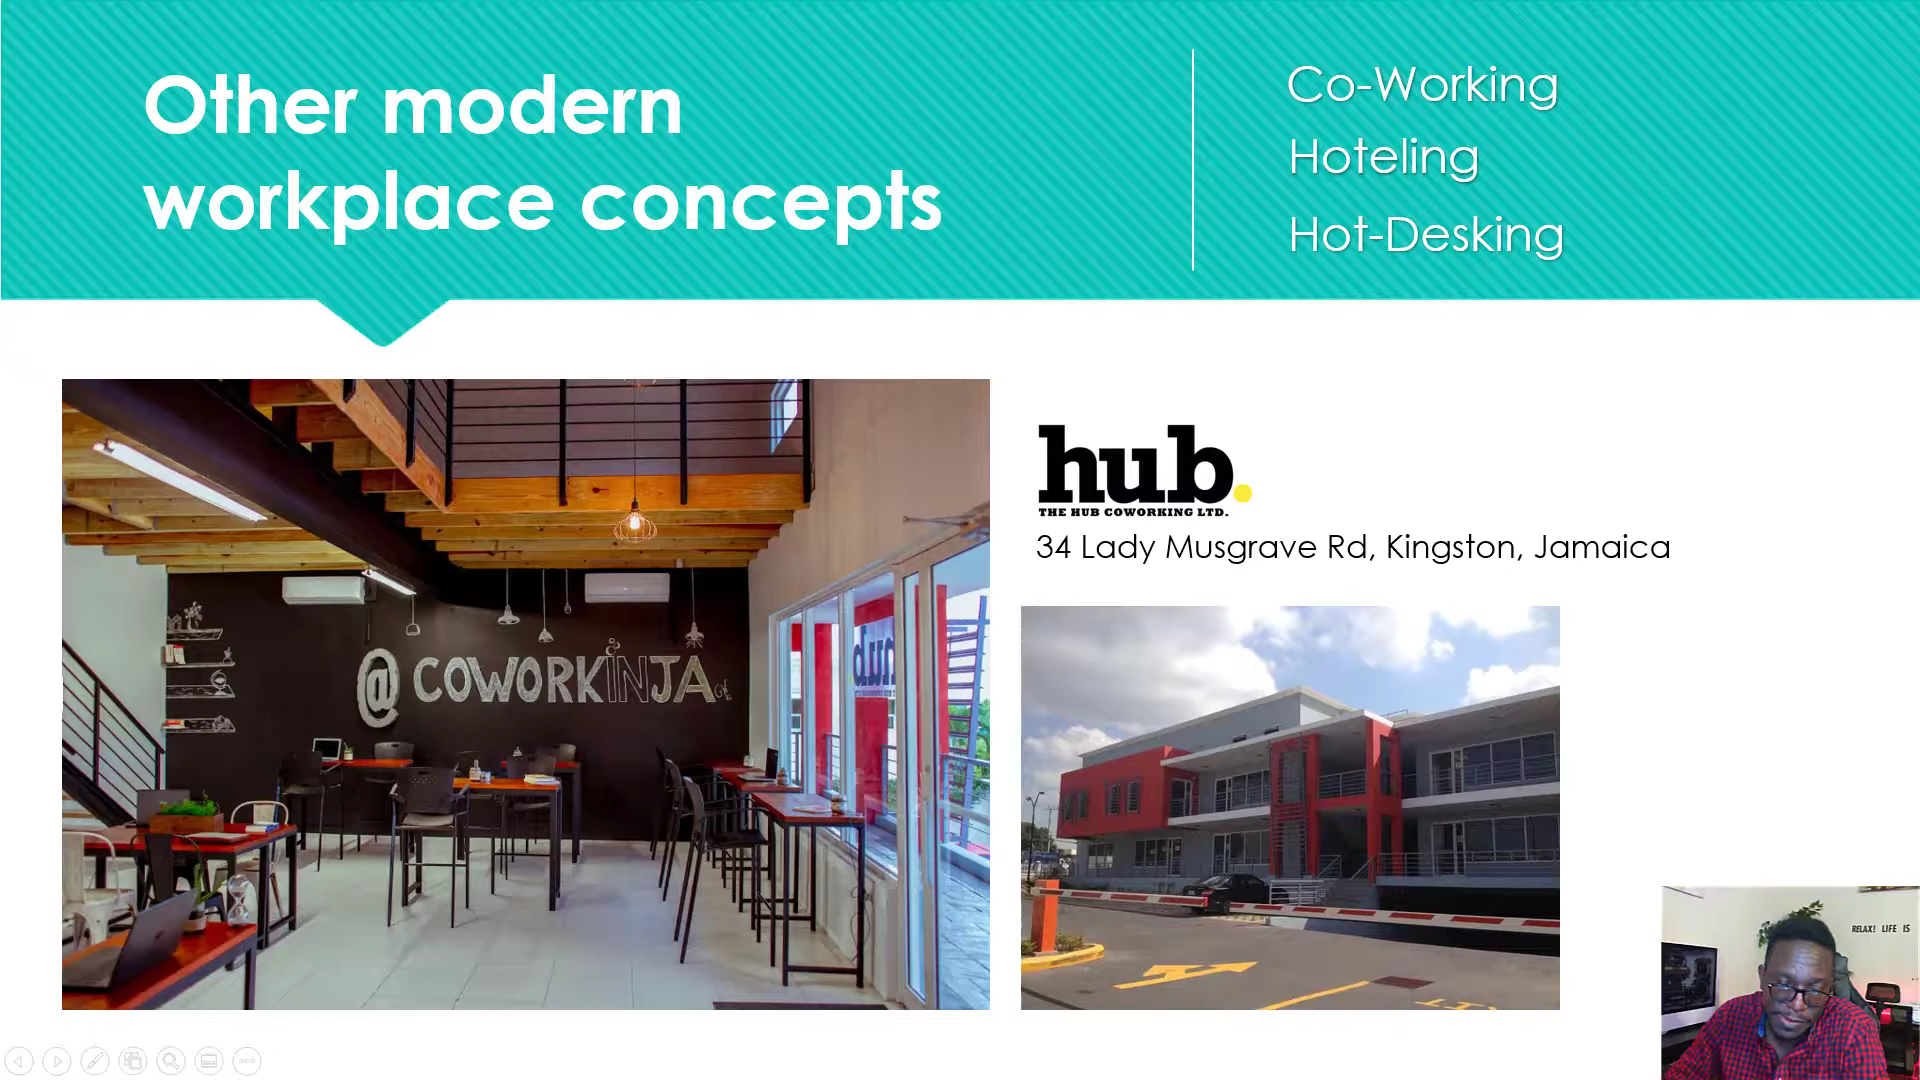 Other modern
workplace concepts
Co-Working
Hoteling
Hot-Desking
hub.
THE HUB COWORKING LTD.
34 Lady Musgrave Rd, Kingston, Jamaica
@ COWORKINJA
hub
RELAX! LIFE IS